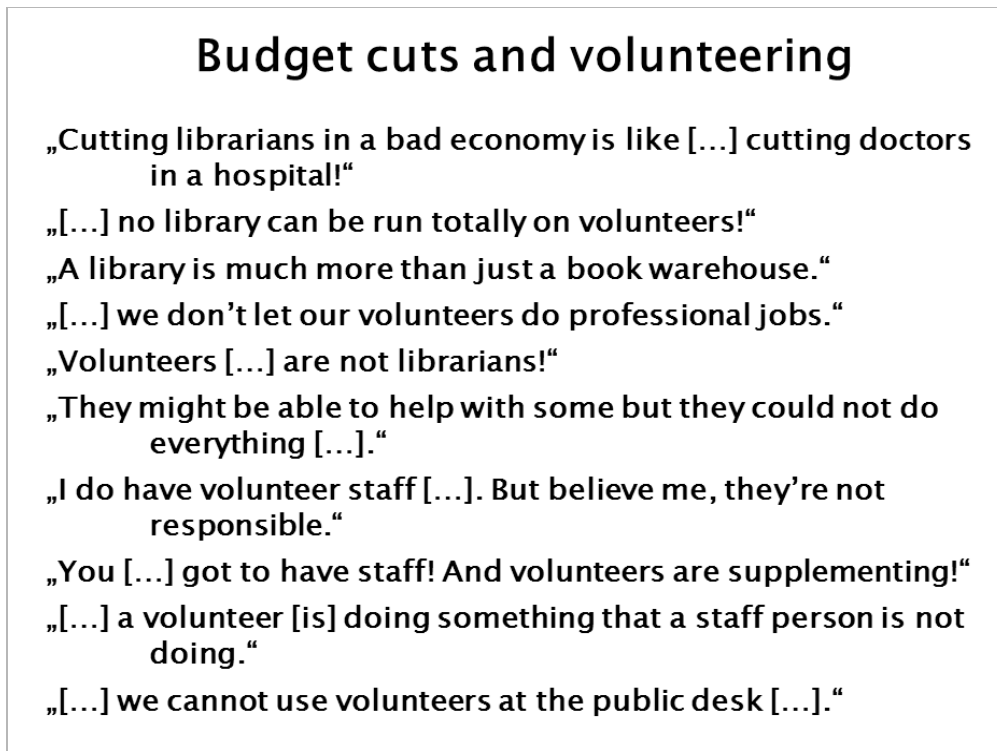 Budget cuts and volunteering
„Cutting librarians in a bad economy is like […] cutting doctors
in a hospital!“
„[…] no library can be run totally on volunteers!“
„A library is much more than just a book warehouse.“
„[…] we don’t let our volunteers do professional jobs.“
„Volunteers […] are not librarians!“
„They might be able to help with some but they could not do
everything […].“
„I do have volunteer staff […]. But believe me, they’re not
responsible.“
„You […] got to have staff! And volunteers are supplementing!“
„[…] a volunteer [is] doing something that a staff person is not
doing.“
„[…] we cannot use volunteers at the public desk […].“